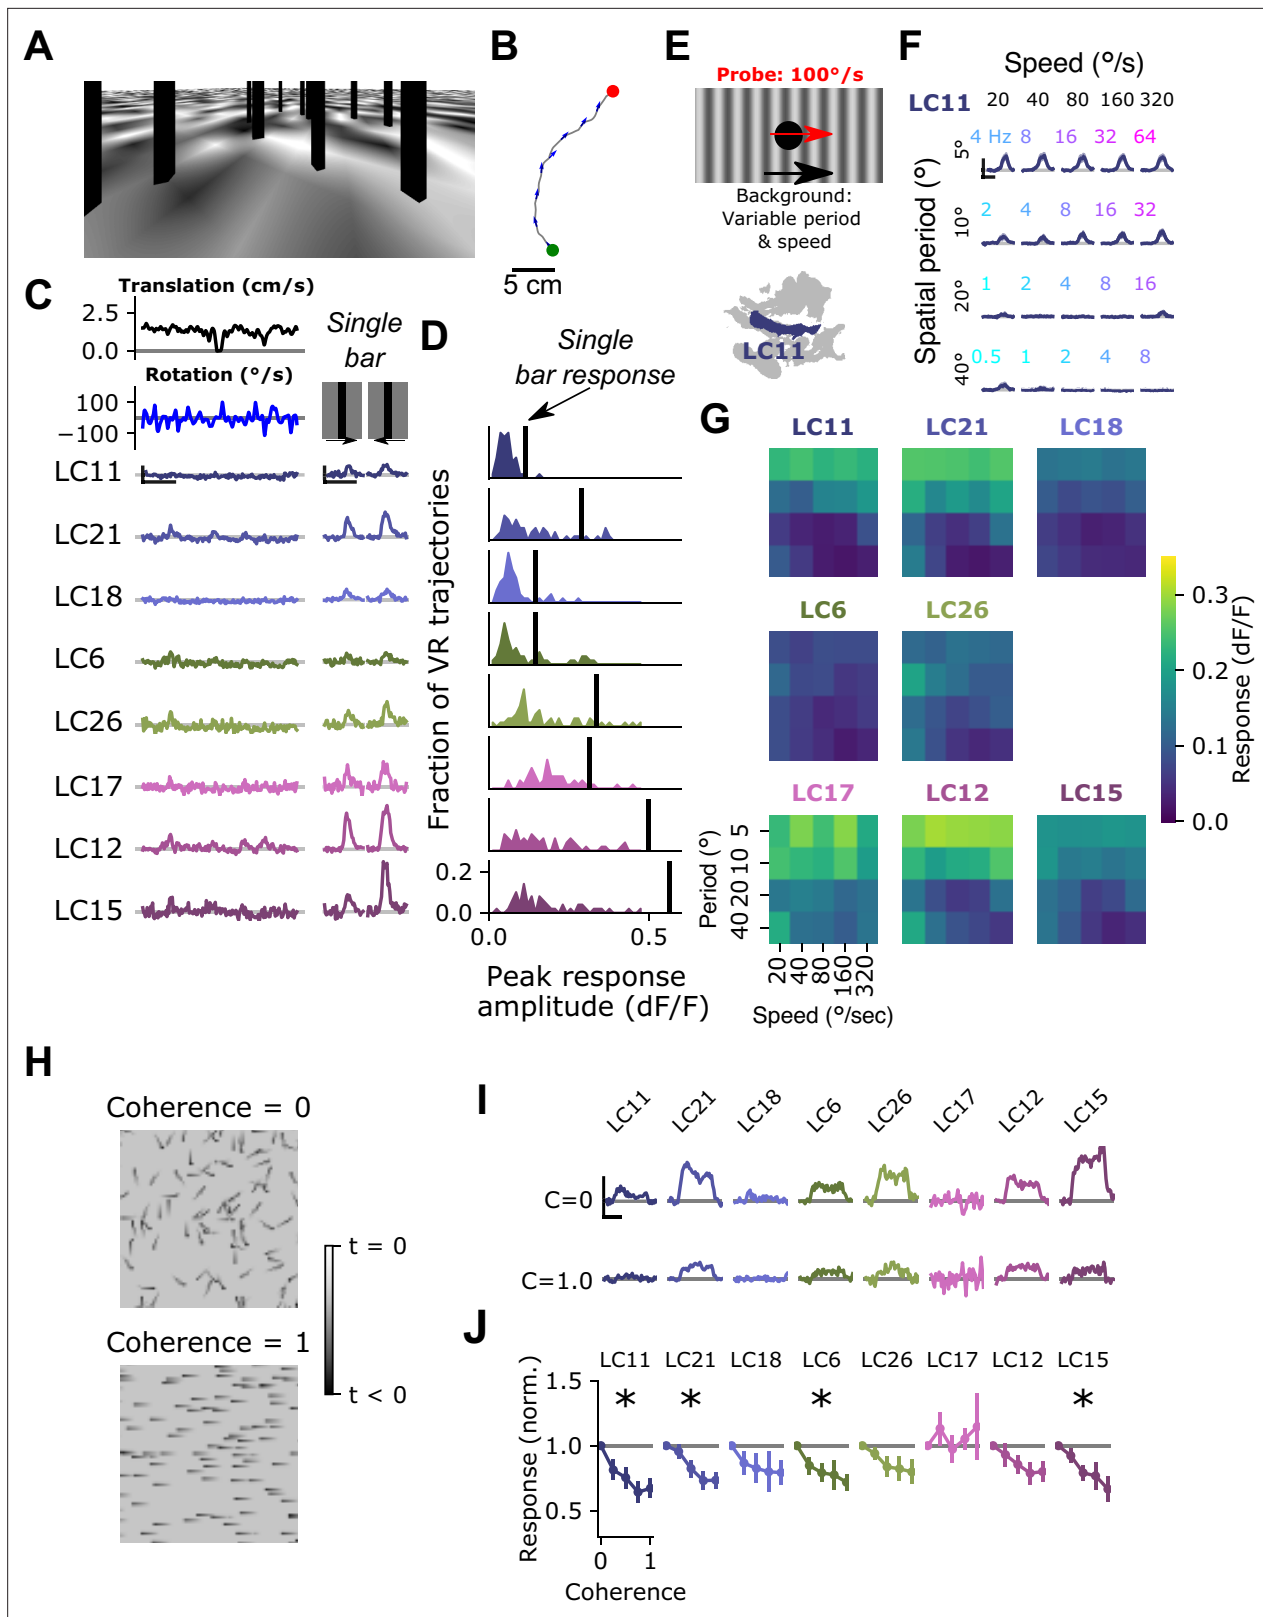 A
B
5 cm
C
Translation (cm/s)
2.5
0.0
Rotation (°/s)
100
−100
Single
bar
LC11
LC21
LC18
LC6
LC26
LC17
LC12
LC15
D
Single
bar response
Fraction of VR trajectories
0.2
0.0
0.0 0.5
Peak response
amplitude (dF/F)
E
Probe: 100°/s
Background:
Variable period
& speed
LC11
F
Speed (°/s)
LC11 20 40 80 160 320
Spatial period (°)
5°
4 Hz 8 16 32 64
10°
2 4 8 16 32
20°
1 2 4 8 16
40°
0.5 1 2 4 8
G
LC11 LC21 LC18
LC6 LC26
LC17 LC12 LC15
Period (°)
5
10
20
40
20 40 80 160 320
Speed (°/sec)
0.3
0.2
0.1
0.0
Response (dF/F)
H
Coherence = 0
Coherence = 1
t = 0
t < 0
I
LC11 LC21 LC18 LC6 LC26 LC17 LC12 LC15
C=0
C=1.0
J
LC11 LC21 LC18 LC6 LC26 LC17 LC12 LC15
* * * *
Response (norm.)
1.5
1.0
0.5
0 1
Coherence